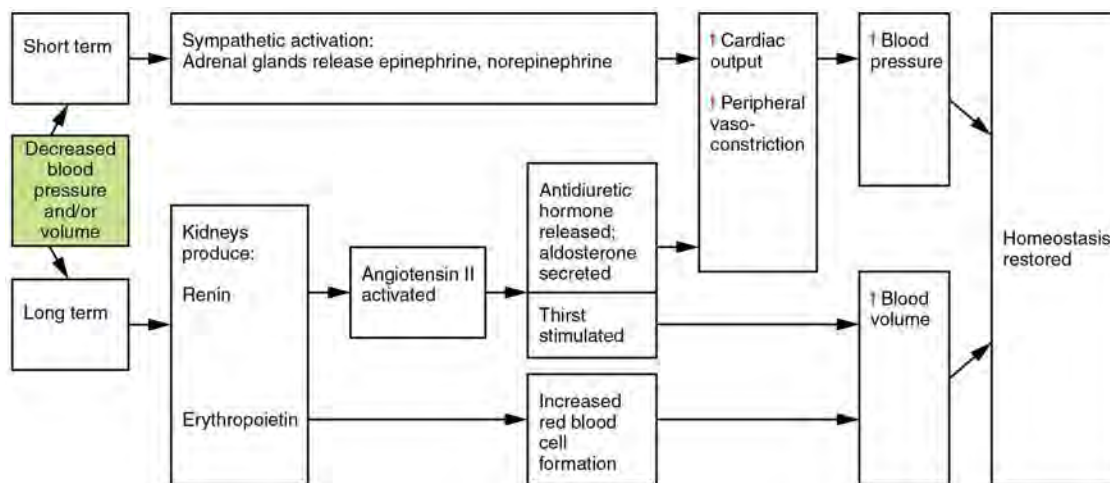 Short term
Sympathetic activation:
Adrenal glands release epinephrine, norepinephrine
↑ Cardiac
output
↑ Peripheral
vaso-
constriction
↑ Blood
pressure
Decreased
blood
pressure
and/or
volume
Long term
Kidneys
produce:
Renin
Erythropoietin
Angiotensin II
activated
Antidiuretic
hormone
released;
aldosterone
secreted
Thirst
stimulated
Increased
red blood
cell
formation
↑ Blood
volume
Homeostasis
restored